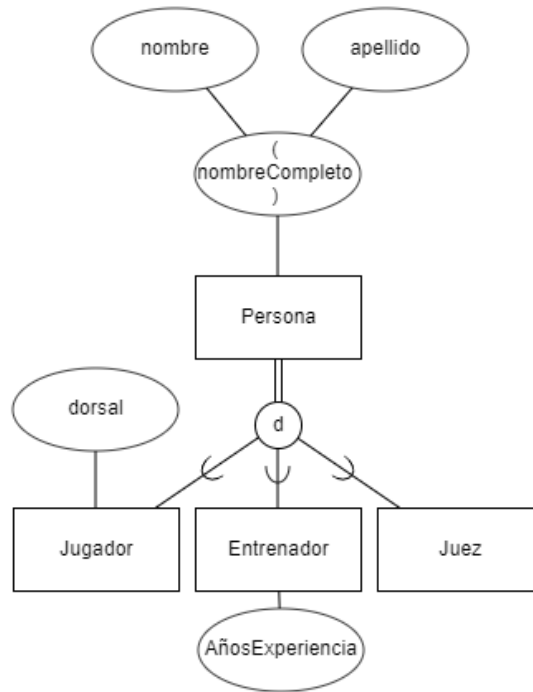 nombre
apellido
(
nombreCompleto
)
Persona
dorsal
d
Jugador
Entrenador
Juez
AñosExperiencia